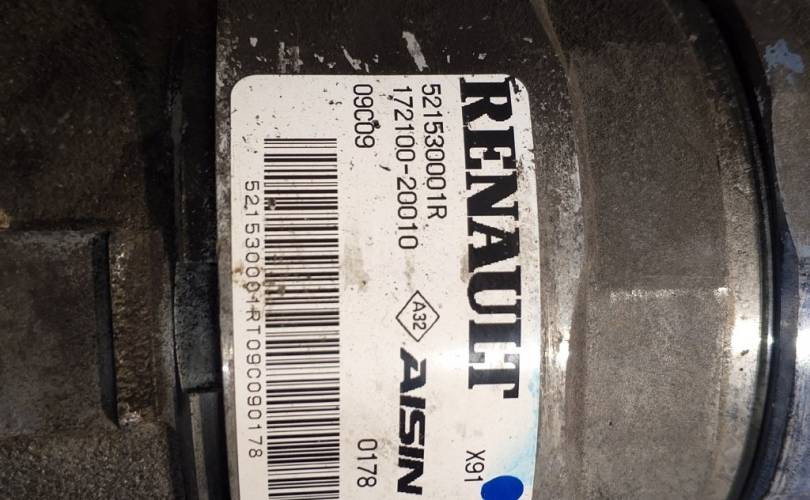 RENAULT X91
521530001R
172100-20010 A32 AISIN
09C09 0178
521530001RT09C090178